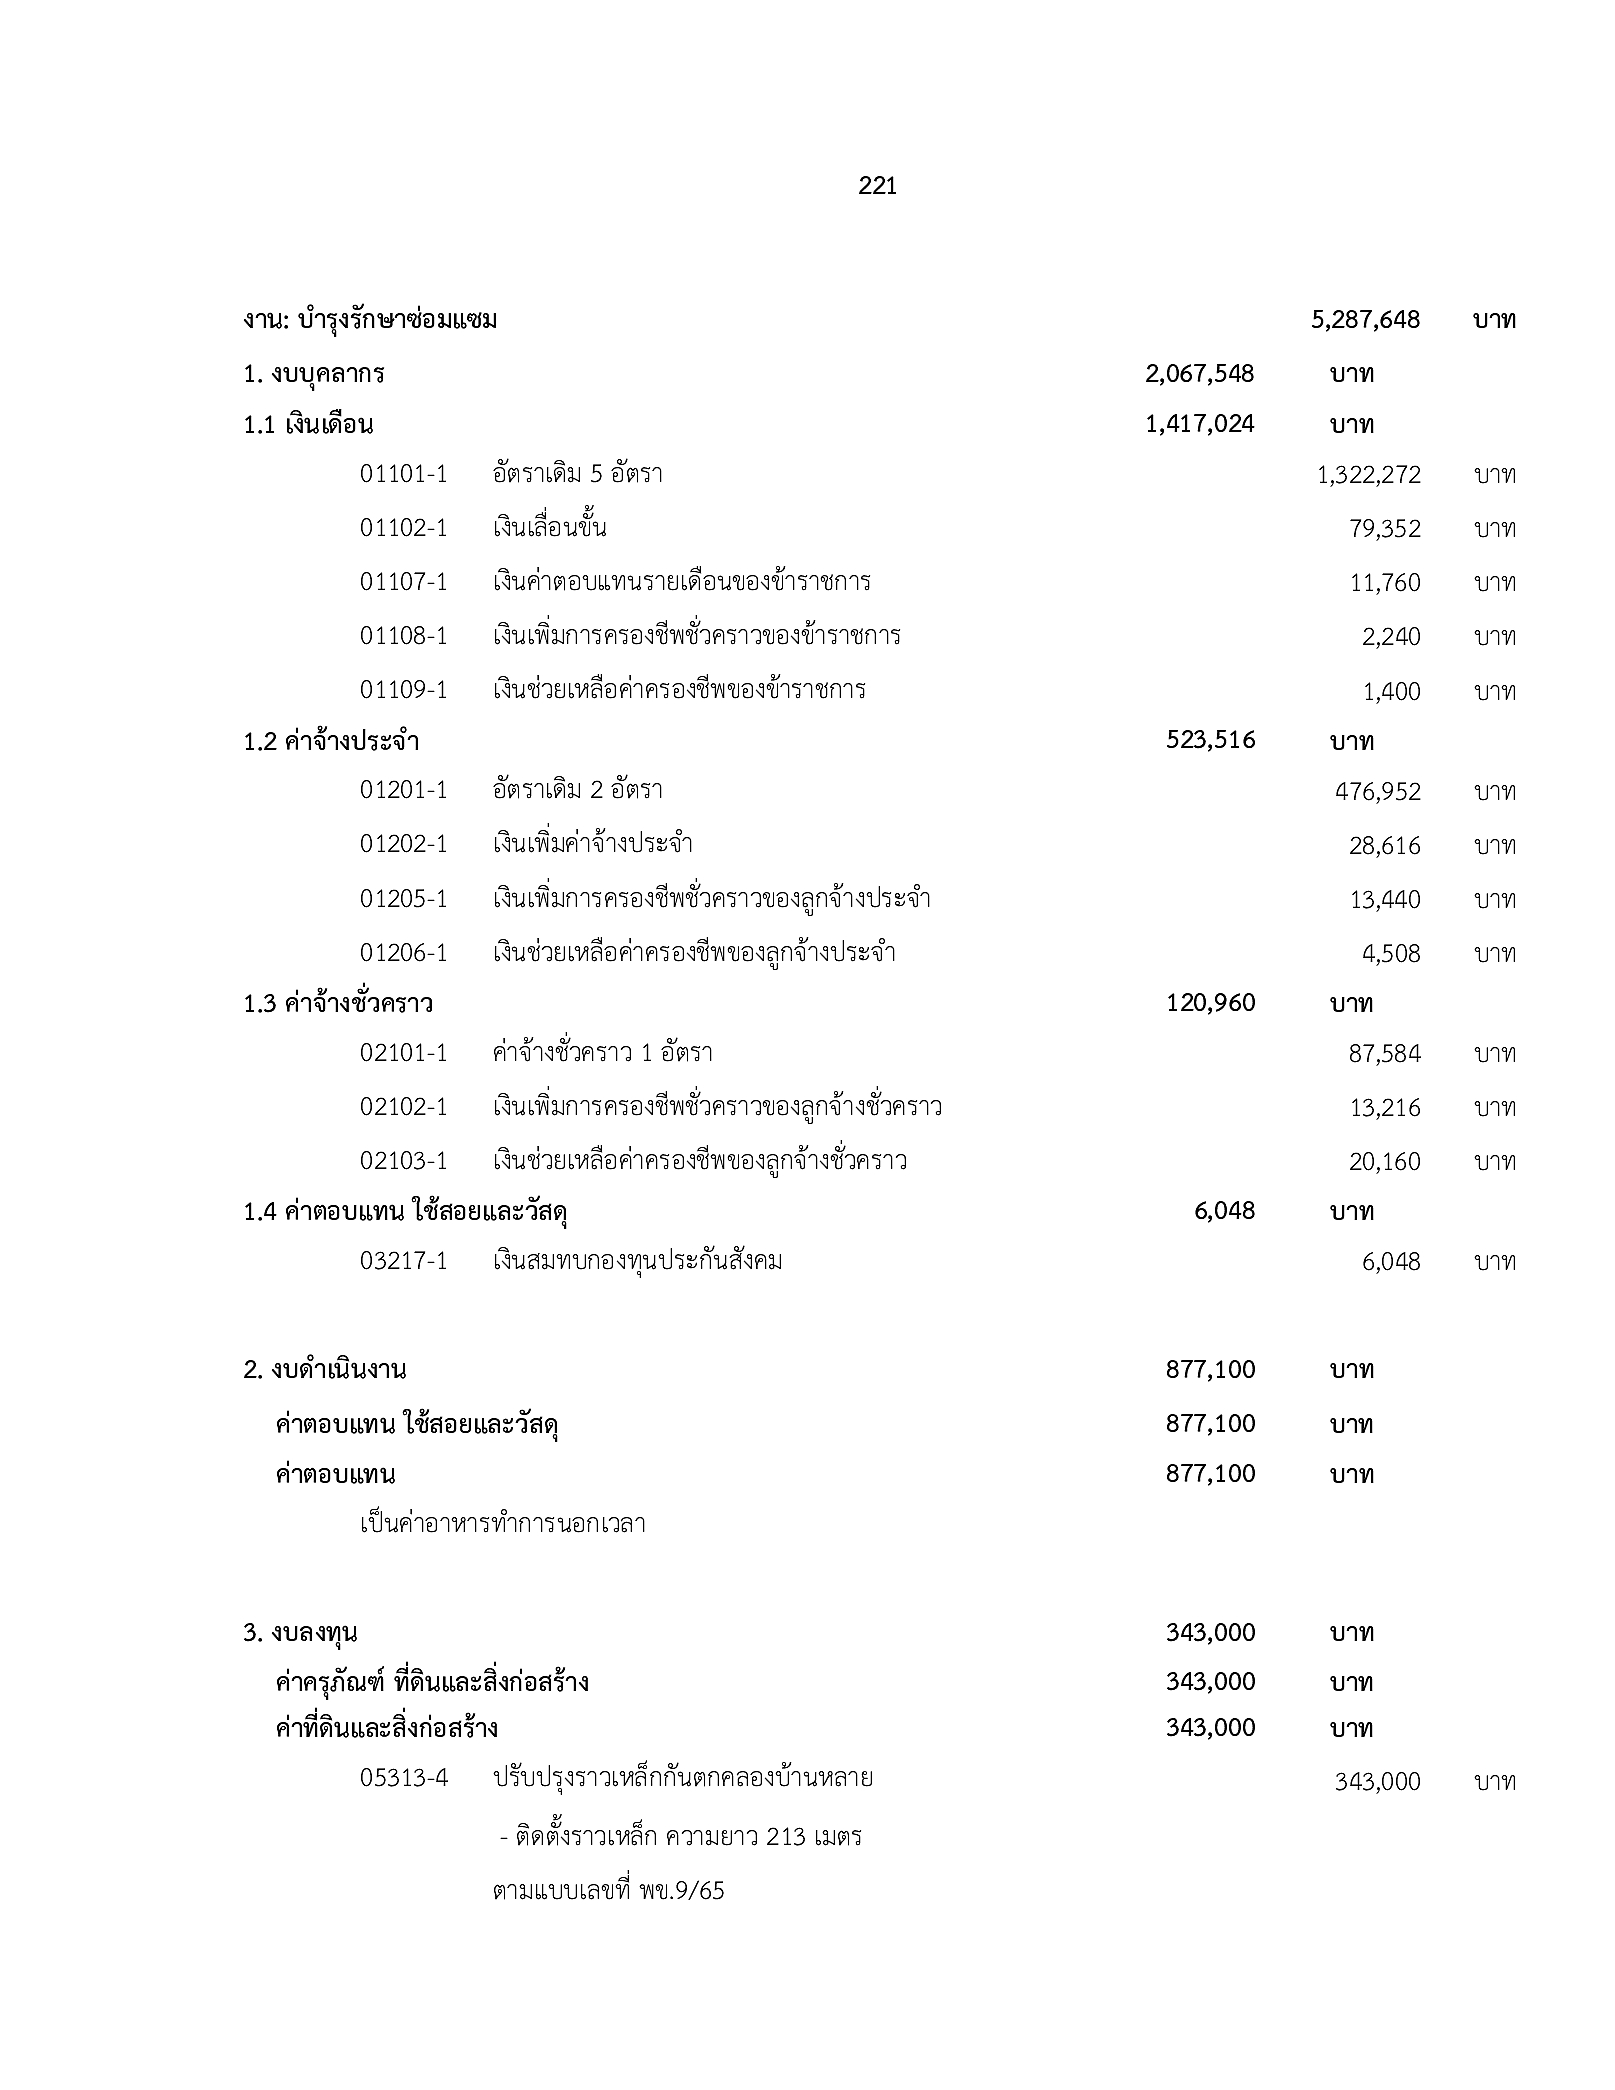 221
งาน: บำรุงรักษาซ่อมแซม 5,287,648 บาท
1. งบบุคลากร 2,067,548 บาท
1.1 เงินเดือน 1,417,024 บาท
01101-1 อัตราเดิม 5 อัตรา 1,322,272 บาท
01102-1 เงินเลื่อนขั้น 79,352 บาท
01107-1 เงินค่าตอบแทนรายเดือนของข้าราชการ 11,760 บาท
01108-1 เงินเพิ่มการครองชีพชั่วคราวของข้าราชการ 2,240 บาท
01109-1 เงินช่วยเหลือค่าครองชีพของข้าราชการ 1,400 บาท
1.2 ค่าจ้างประจำ 523,516 บาท
01201-1 อัตราเดิม 2 อัตรา 476,952 บาท
01202-1 เงินเพิ่มค่าจ้างประจำ 28,616 บาท
01205-1 เงินเพิ่มการครองชีพชั่วคราวของลูกจ้างประจำ 13,440 บาท
01206-1 เงินช่วยเหลือค่าครองชีพของลูกจ้างประจำ 4,508 บาท
1.3 ค่าจ้างชั่วคราว 120,960 บาท
02101-1 ค่าจ้างชั่วคราว 1 อัตรา 87,584 บาท
02102-1 เงินเพิ่มการครองชีพชั่วคราวของลูกจ้างชั่วคราว 13,216 บาท
02103-1 เงินช่วยเหลือค่าครองชีพของลูกจ้างชั่วคราว 20,160 บาท
1.4 ค่าตอบแทน ใช้สอยและวัสดุ 6,048 บาท
03217-1 เงินสมทบกองทุนประกันสังคม 6,048 บาท
2. งบดำเนินงาน 877,100 บาท
ค่าตอบแทน ใช้สอยและวัสดุ 877,100 บาท
ค่าตอบแทน 877,100 บาท
เป็นค่าอาหารทำการนอกเวลา
3. งบลงทุน 343,000 บาท
ค่าครุภัณฑ์ ที่ดินและสิ่งก่อสร้าง 343,000 บาท
ค่าที่ดินและสิ่งก่อสร้าง 343,000 บาท
05313-4 ปรับปรุงราวเหล็กกันตกคลองบ้านหลาย 343,000 บาท
- ติดตั้งราวเหล็ก ความยาว 213 เมตร
ตามแบบเลขที่ พข.9/65